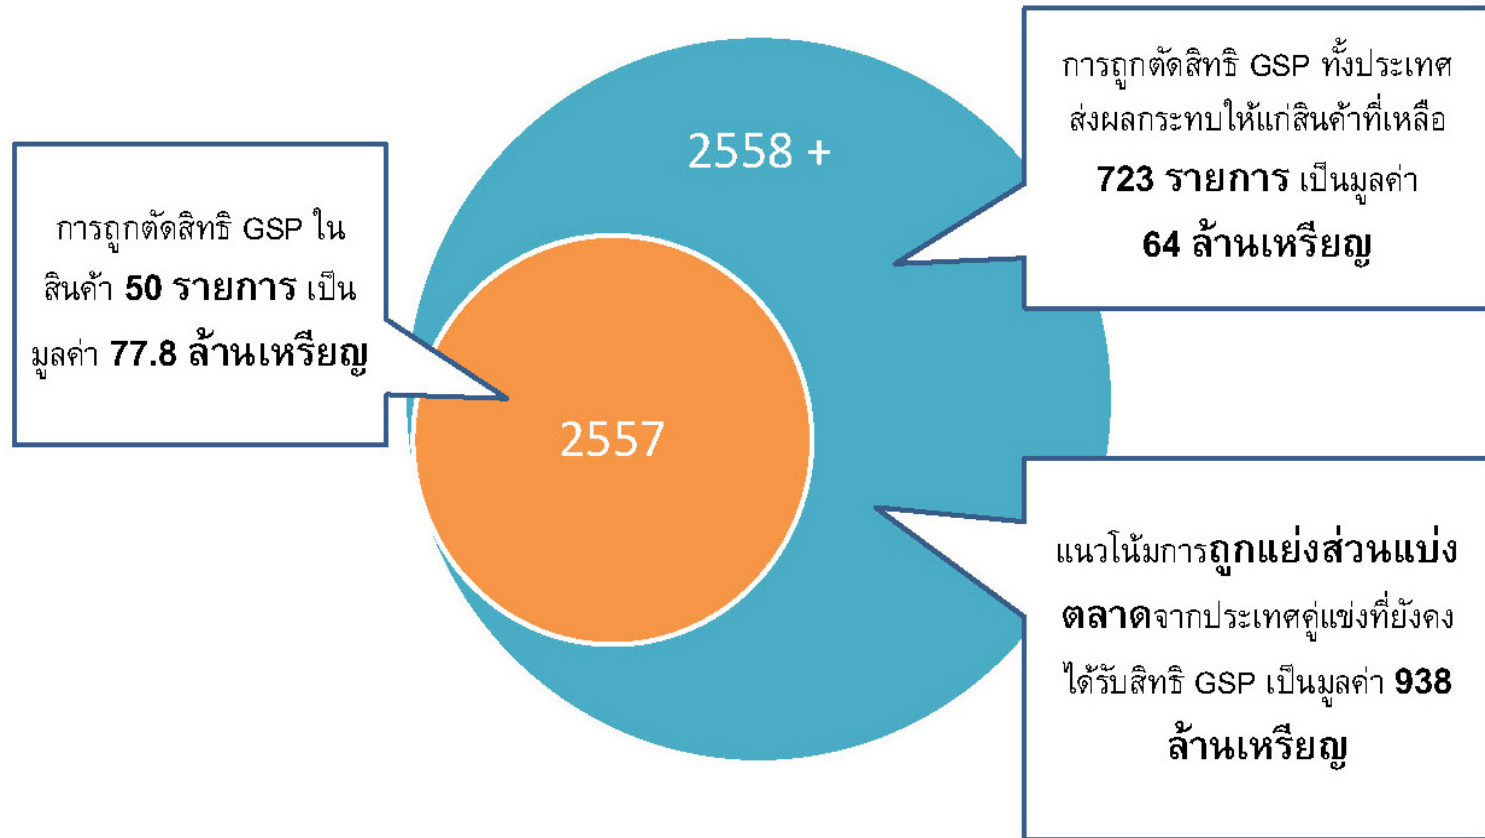 การถูกตัดสิทธิ GSP ใน
สินค้า 50 รายการ เป็น
มูลค่า 77.8 ล้านเหรียญ
2558 +
2557
การถูกตัดสิทธิ GSP ทั้งประเทศ
ส่งผลกระทบให้แก่สินค้าที่เหลือ
723 รายการ เป็นมูลค่า
64 ล้านเหรียญ
แนวโน้มการถูกแย่งส่วนแบ่ง
ตลาดจากประเทศคู่แข่งที่ยังคง
ได้รับสิทธิ GSP เป็นมูลค่า 938
ล้านเหรียญ